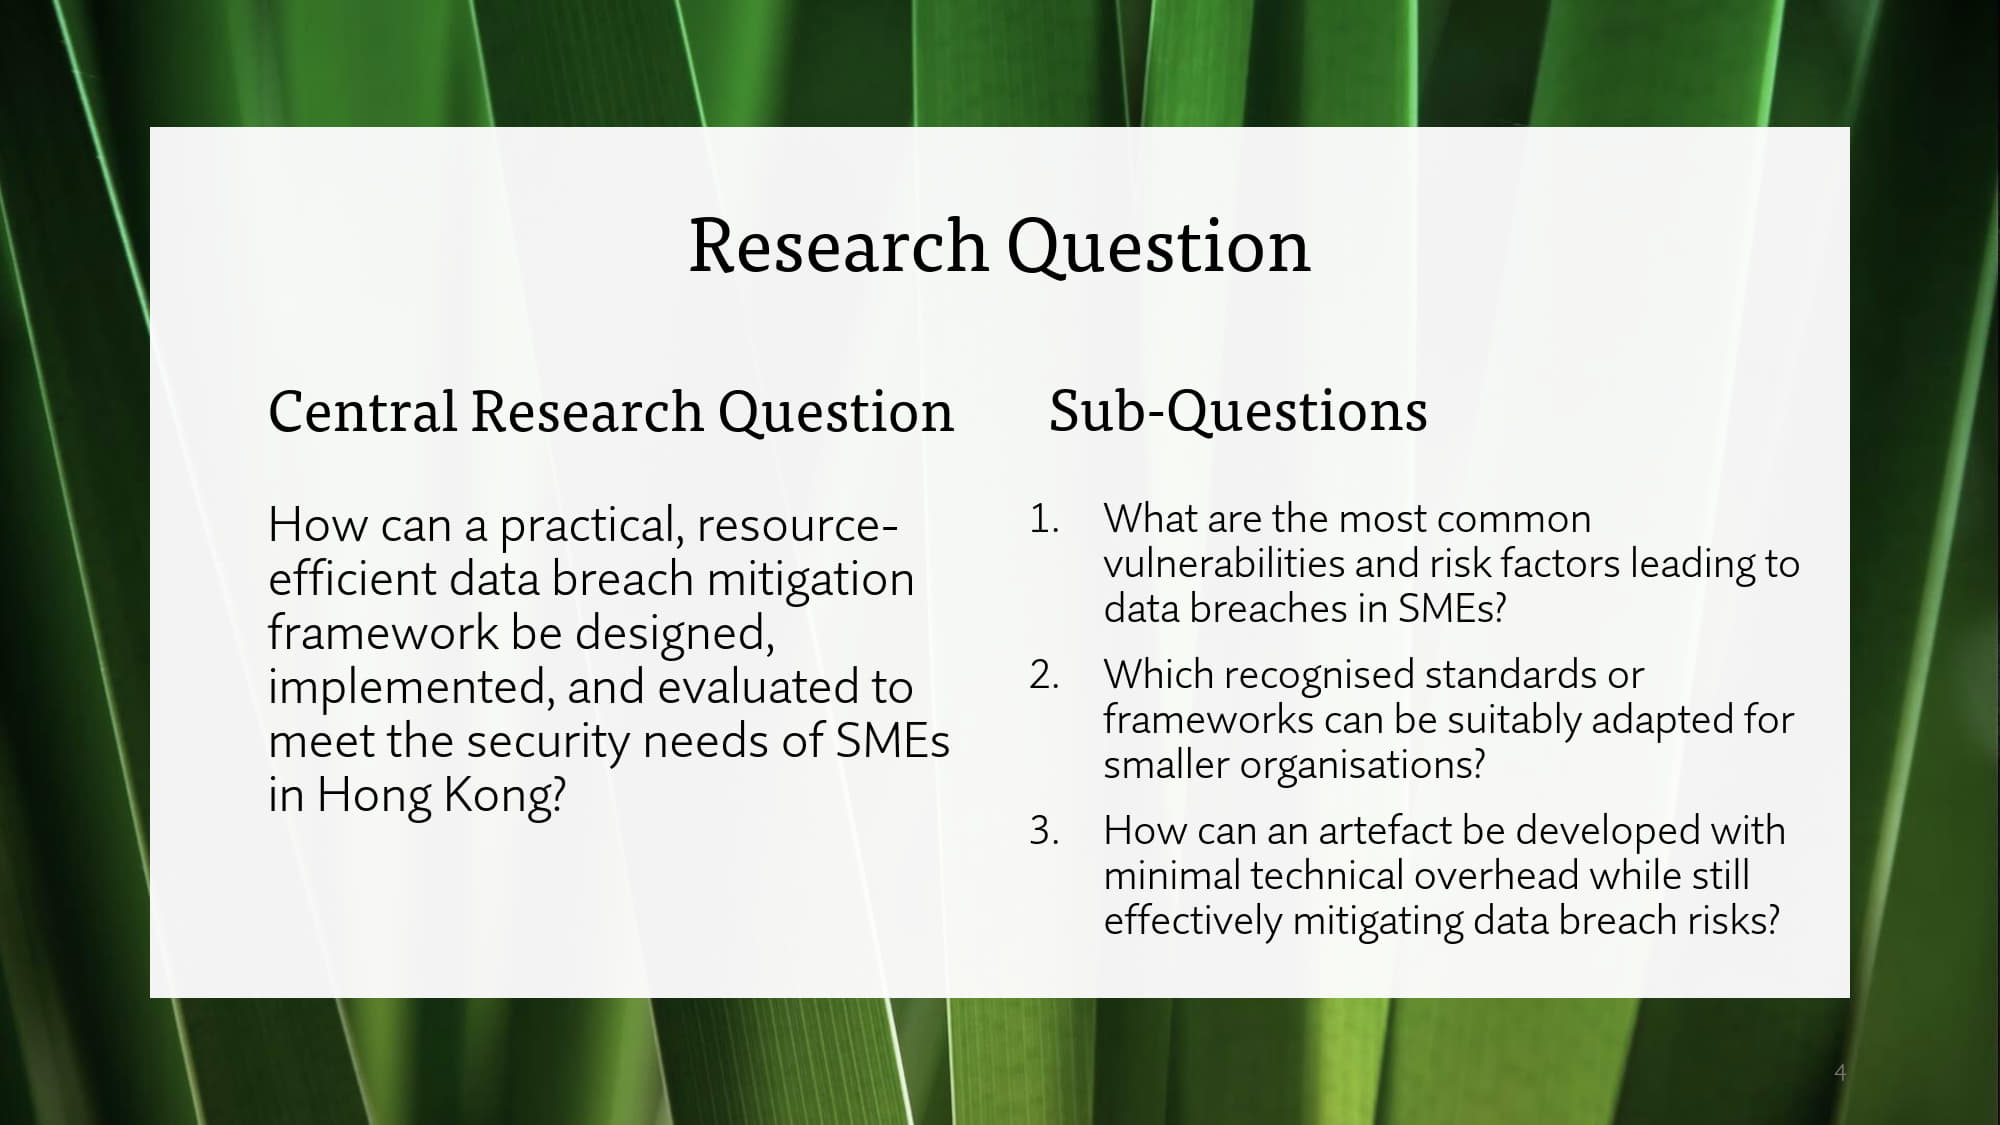 Research Question
Central Research Question
How can a practical, resource-
efficient data breach mitigation
framework be designed,
implemented, and evaluated to
meet the security needs of SMEs
in Hong Kong?
Sub-Questions
1. What are the most common
vulnerabilities and risk factors leading to
data breaches in SMEs?
2. Which recognised standards or
frameworks can be suitably adapted for
smaller organisations?
3. How can an artefact be developed with
minimal technical overhead while still
effectively mitigating data breach risks?
4